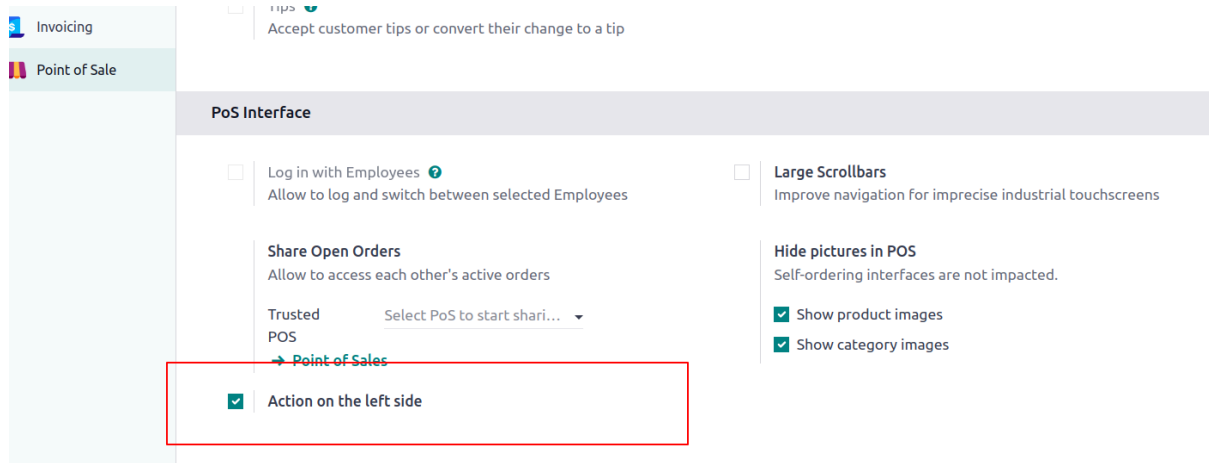 Tips
Invoicing
Accept customer tips or convert their change to a tip
Point of Sale
PoS Interface
Log in with Employees ?
Allow to log and switch between selected Employees
Large Scrollbars
Improve navigation for imprecise industrial touchscreens
Share Open Orders
Allow to access each other's active orders
Hide pictures in POS
Self-ordering interfaces are not impacted.
Trusted
POS
Select PoS to start shari...
Show product images
Show category images
→ Point of Sales
Action on the left side